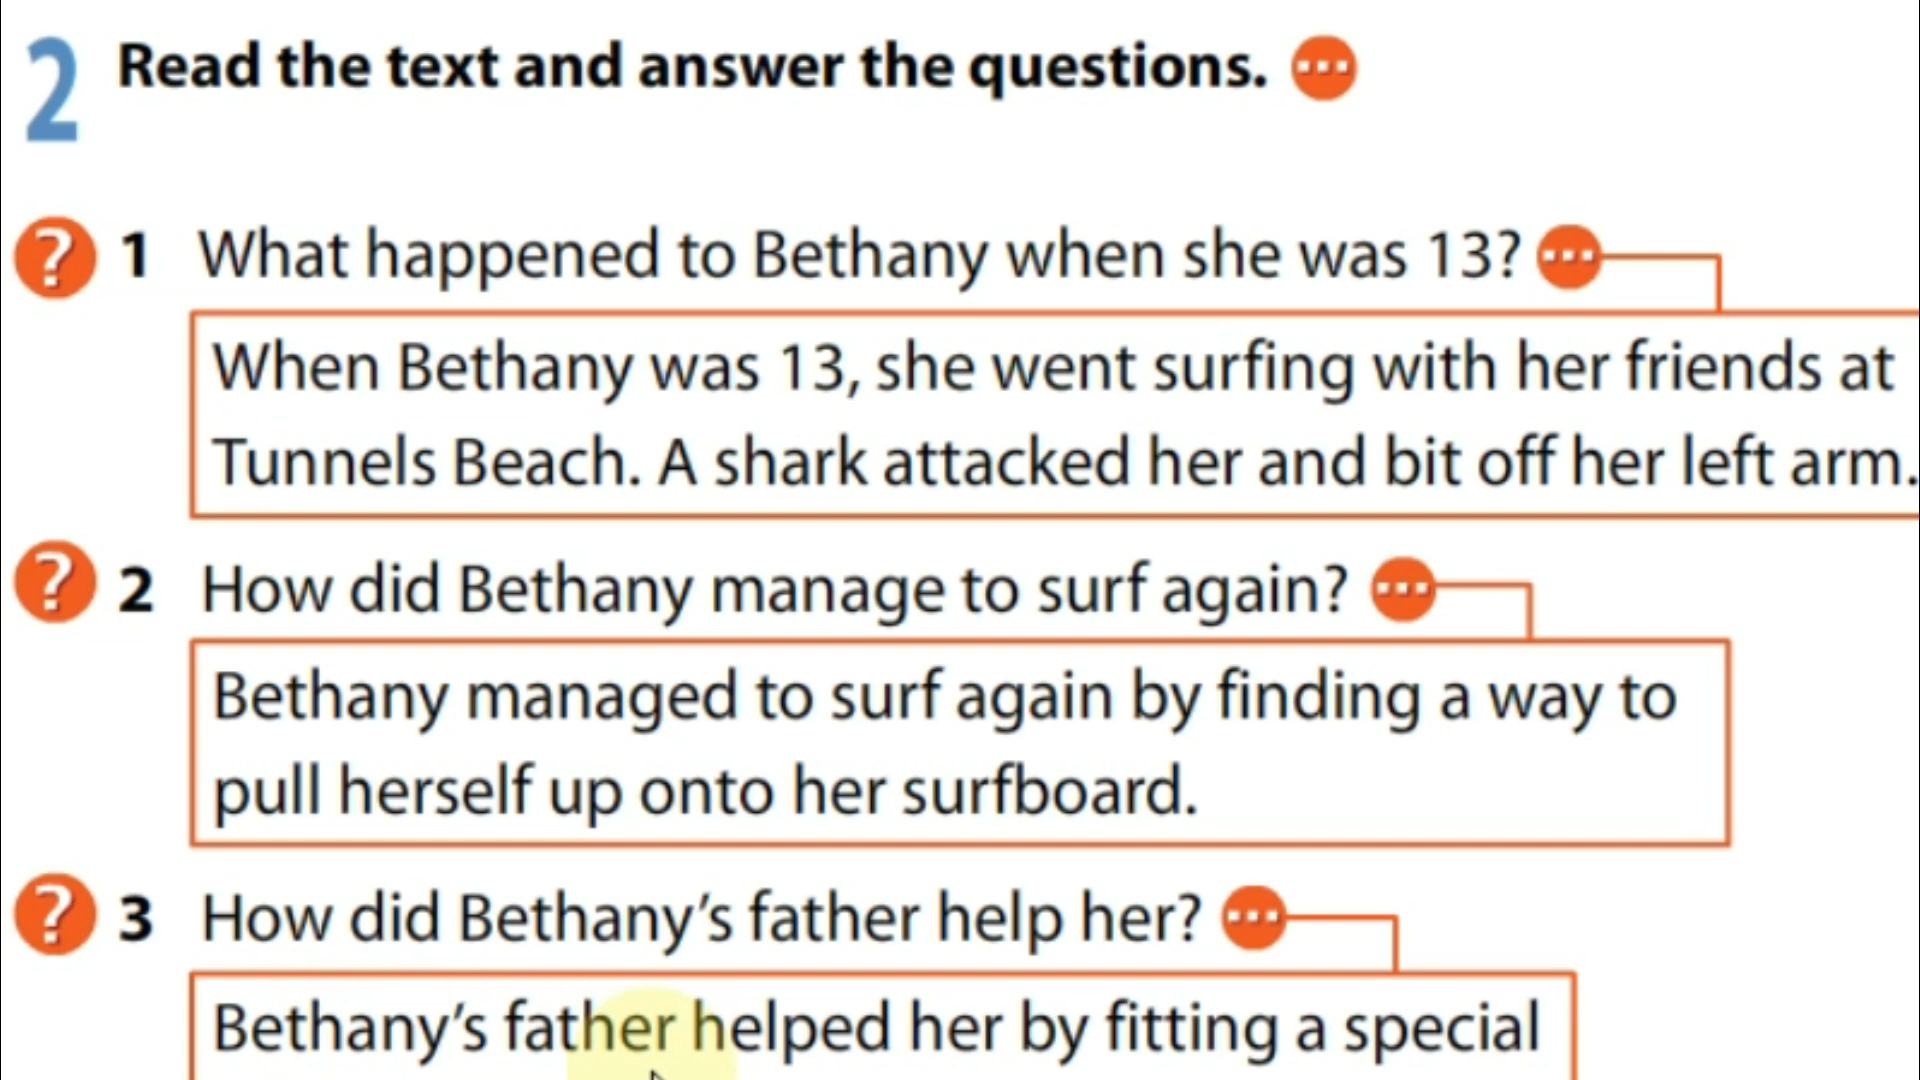 2 Read the text and answer the questions.
? 1 What happened to Bethany when she was 13?
When Bethany was 13, she went surfing with her friends at
Tunnels Beach. A shark attacked her and bit off her left arm.
? 2 How did Bethany manage to surf again?
Bethany managed to surf again by finding a way to
pull herself up onto her surfboard.
? 3 How did Bethany’s father help her?
Bethany’s father helped her by fitting a special